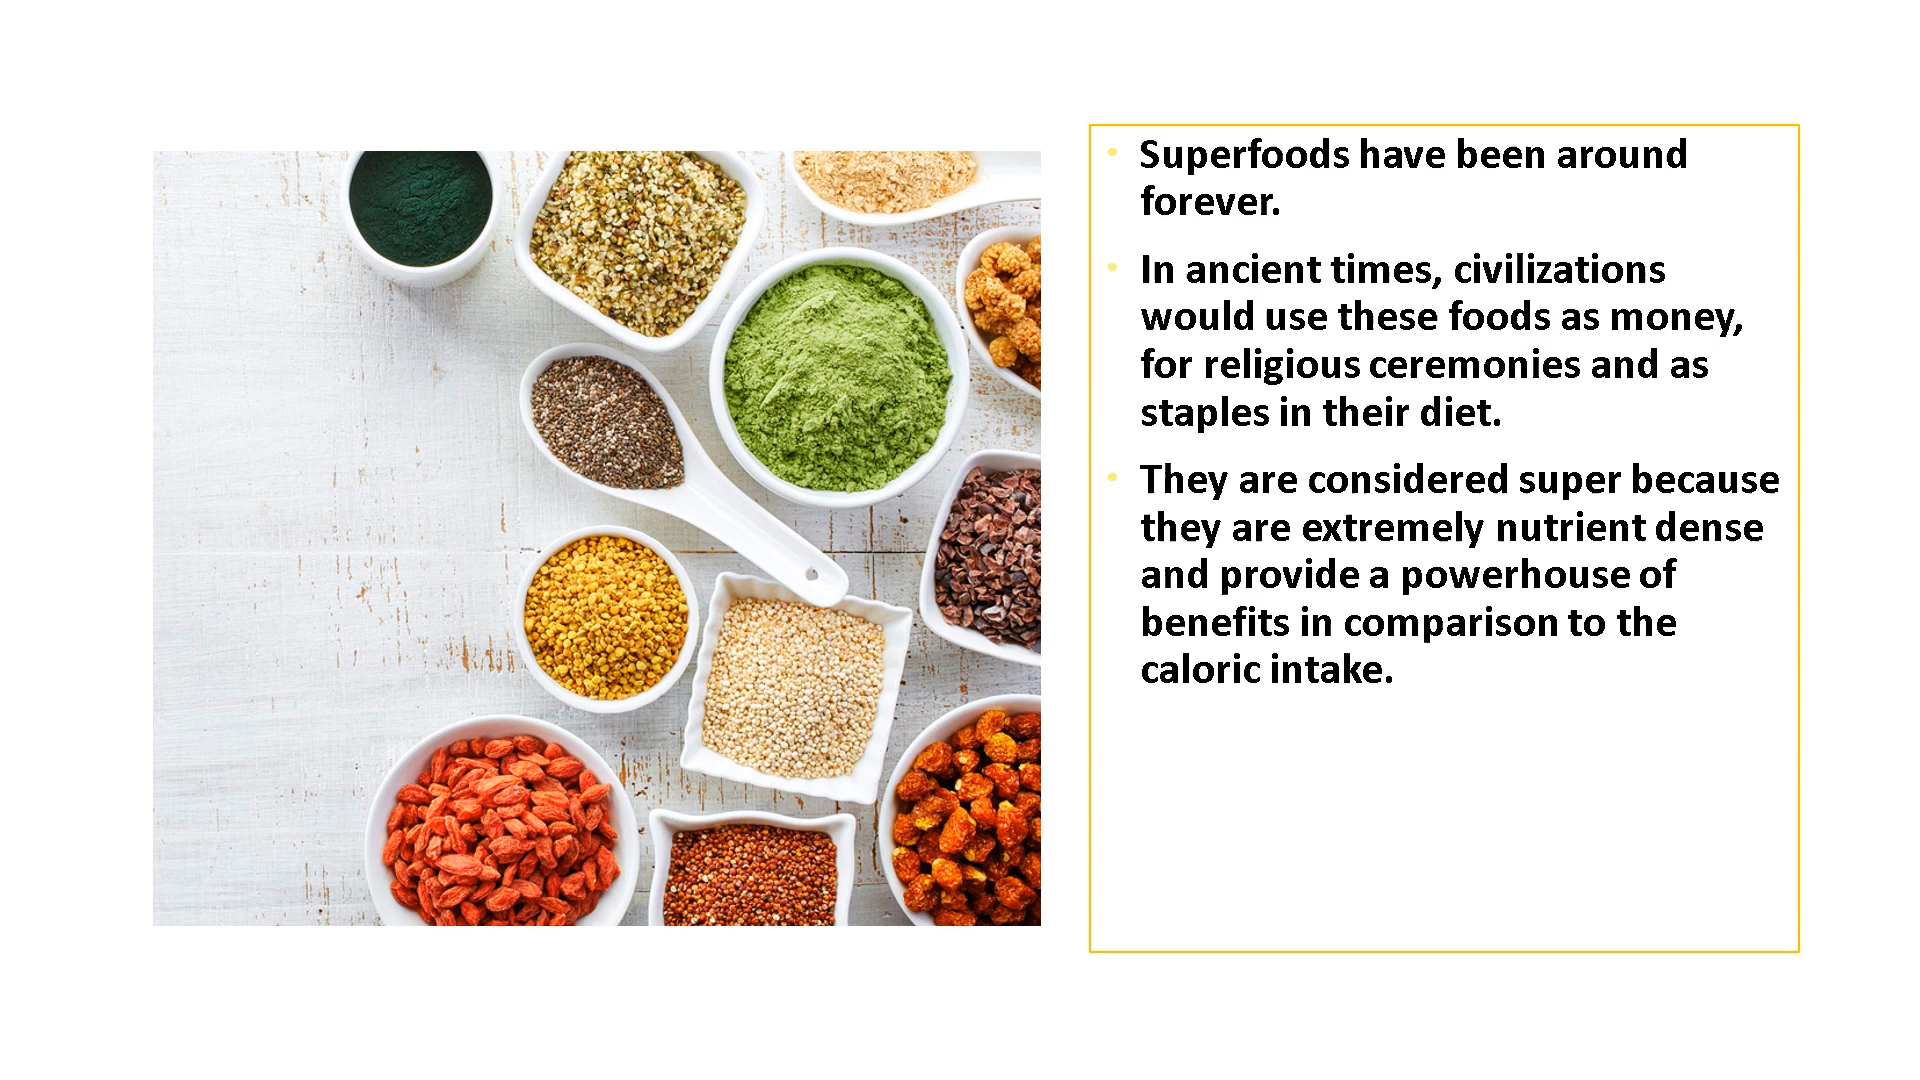 • Superfoods have been around
forever.
• In ancient times, civilizations
would use these foods as money,
for religious ceremonies and as
staples in their diet.
• They are considered super because
they are extremely nutrient dense
and provide a powerhouse of
benefits in comparison to the
caloric intake.